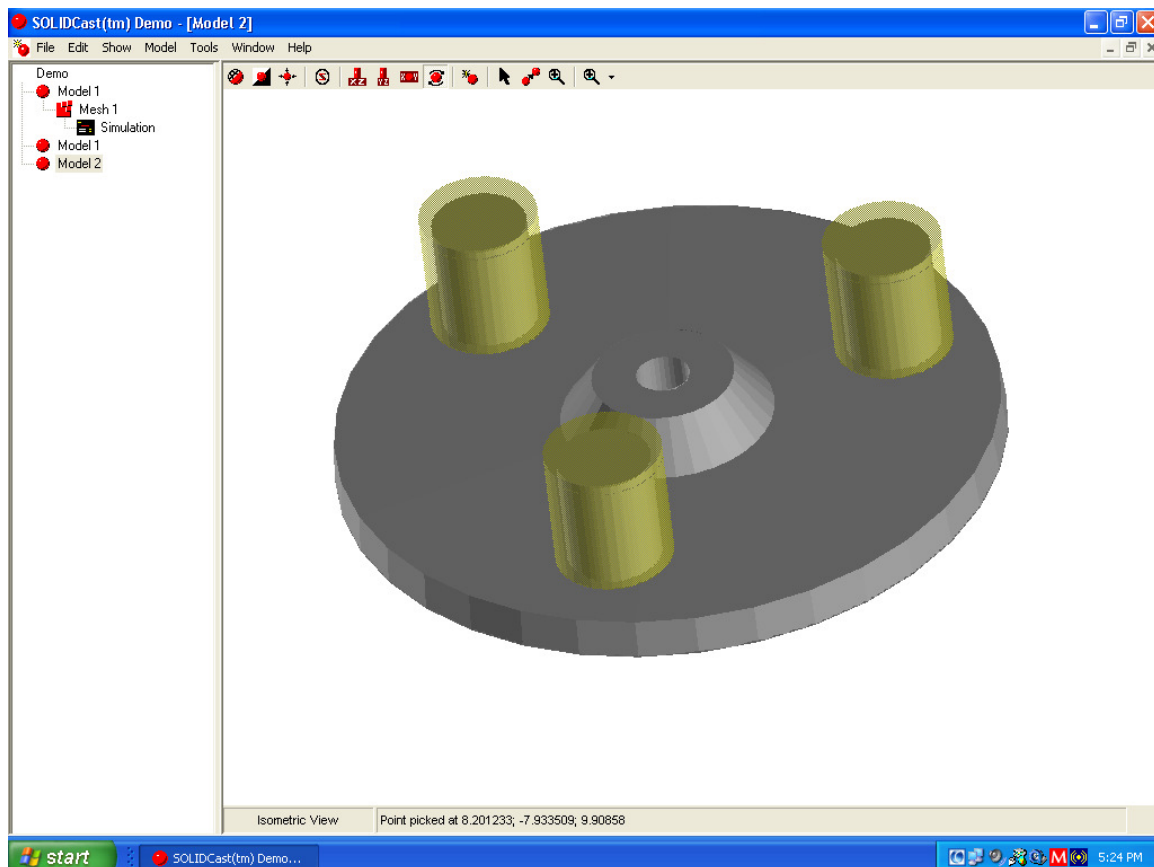 SOLIDCast(tm) Demo - [Model 2]
File Edit Show Model Tools Window Help
Demo
Model 1
Mesh 1
Simulation
Model 1
Model 2
Isometric View
Point picked at 8.201233; -7.933509; 9.90858
start
SOLIDCast(tm) Demo...
5:24 PM